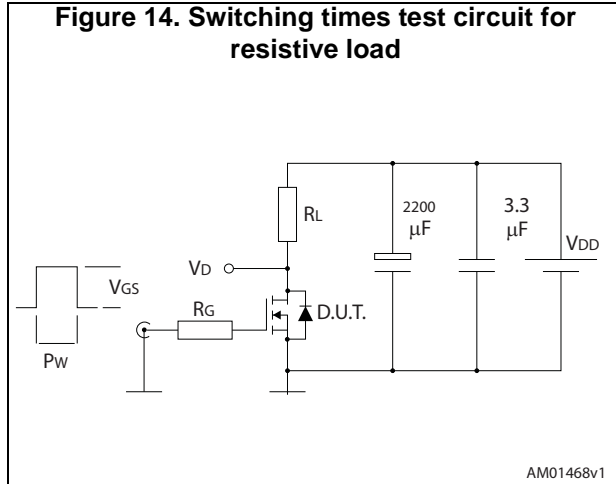 Figure 14. Switching times test circuit for
resistive load
RL
2200
μF
3.3
μF
VDD
VD
VGS
RG
D.U.T.
PW
AM01468v1